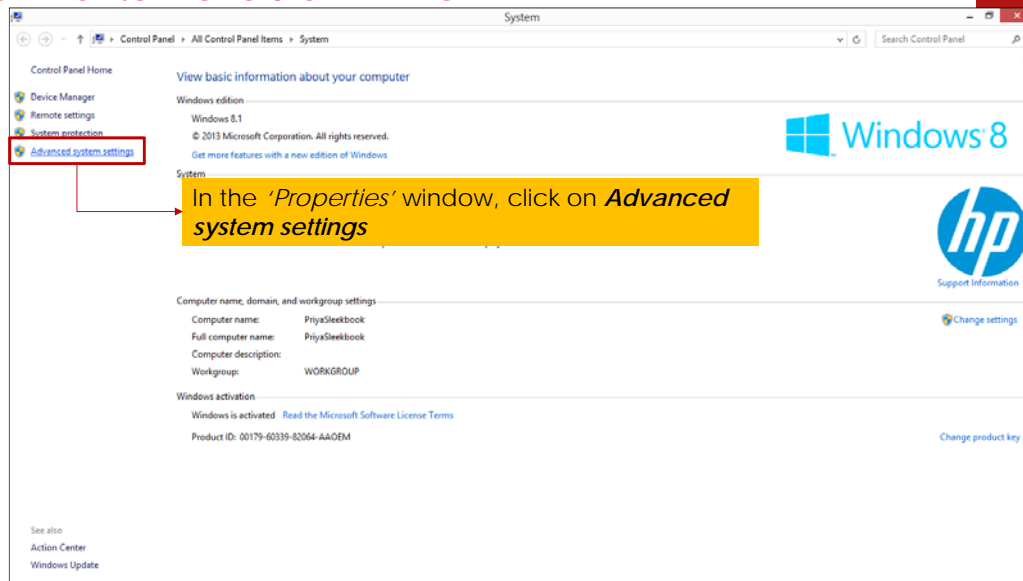 System
Control Panel ▸ All Control Panel Items ▸ System
Search Control Panel
Control Panel Home
Device Manager
Remote settings
System protection
Advanced system settings
View basic information about your computer
Windows edition
Windows 8.1
© 2013 Microsoft Corporation. All rights reserved.
Get more features with a new edition of Windows
Windows 8
System
In the 'Properties' window, click on Advanced
system settings
hp
Support Information
Computer name, domain, and workgroup settings
Computer name: PriyaSleekbook
Change settings
Full computer name: PriyaSleekbook
Computer description:
Workgroup: WORKGROUP
Windows activation
Windows is activated Read the Microsoft Software License Terms
Product ID: 00179-60339-82064-AAOEM
Change product key
See also
Action Center
Windows Update